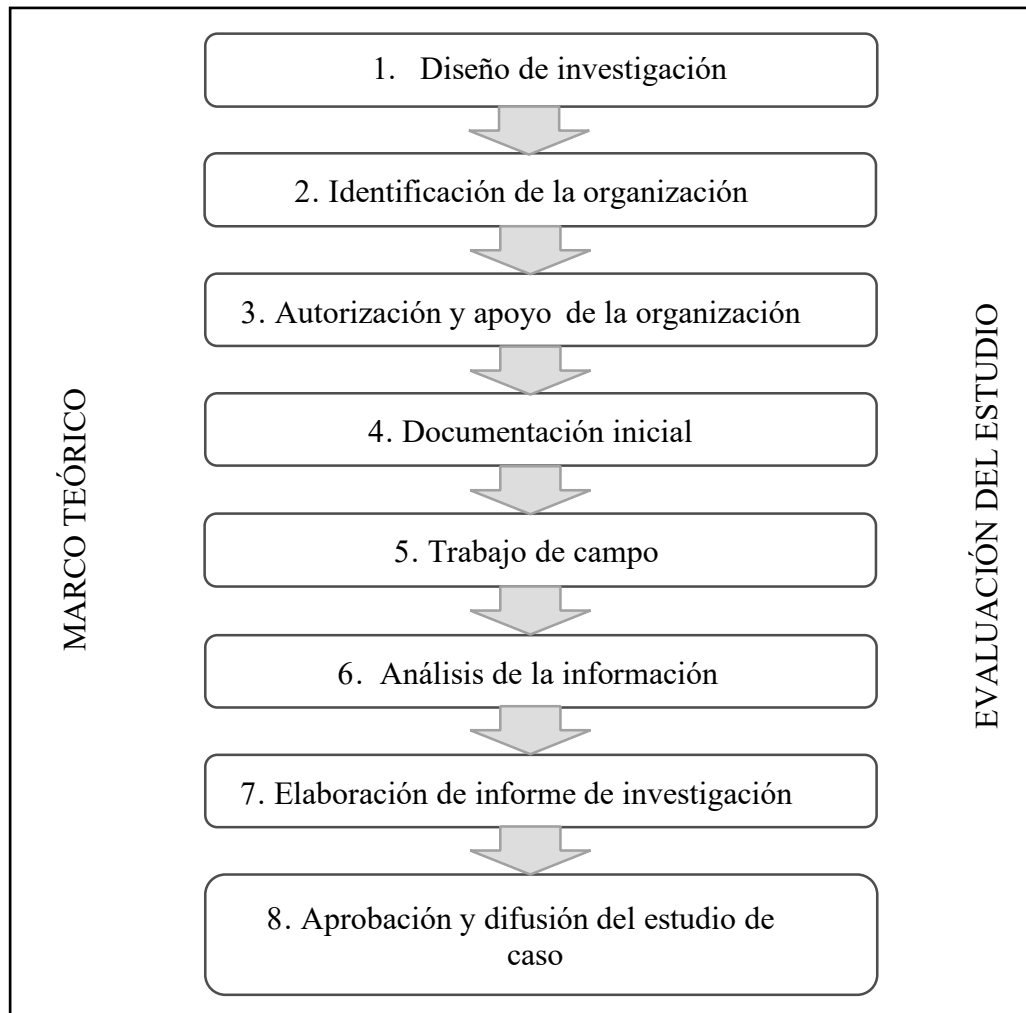 1. Diseño de investigación
2. Identificación de la organización
3. Autorización y apoyo de la organización
4. Documentación inicial
5. Trabajo de campo
6. Análisis de la información
7. Elaboración de informe de investigación
8. Aprobación y difusión del estudio de
caso
MARCO TEÓRICO
EVALUACIÓN DEL ESTUDIO